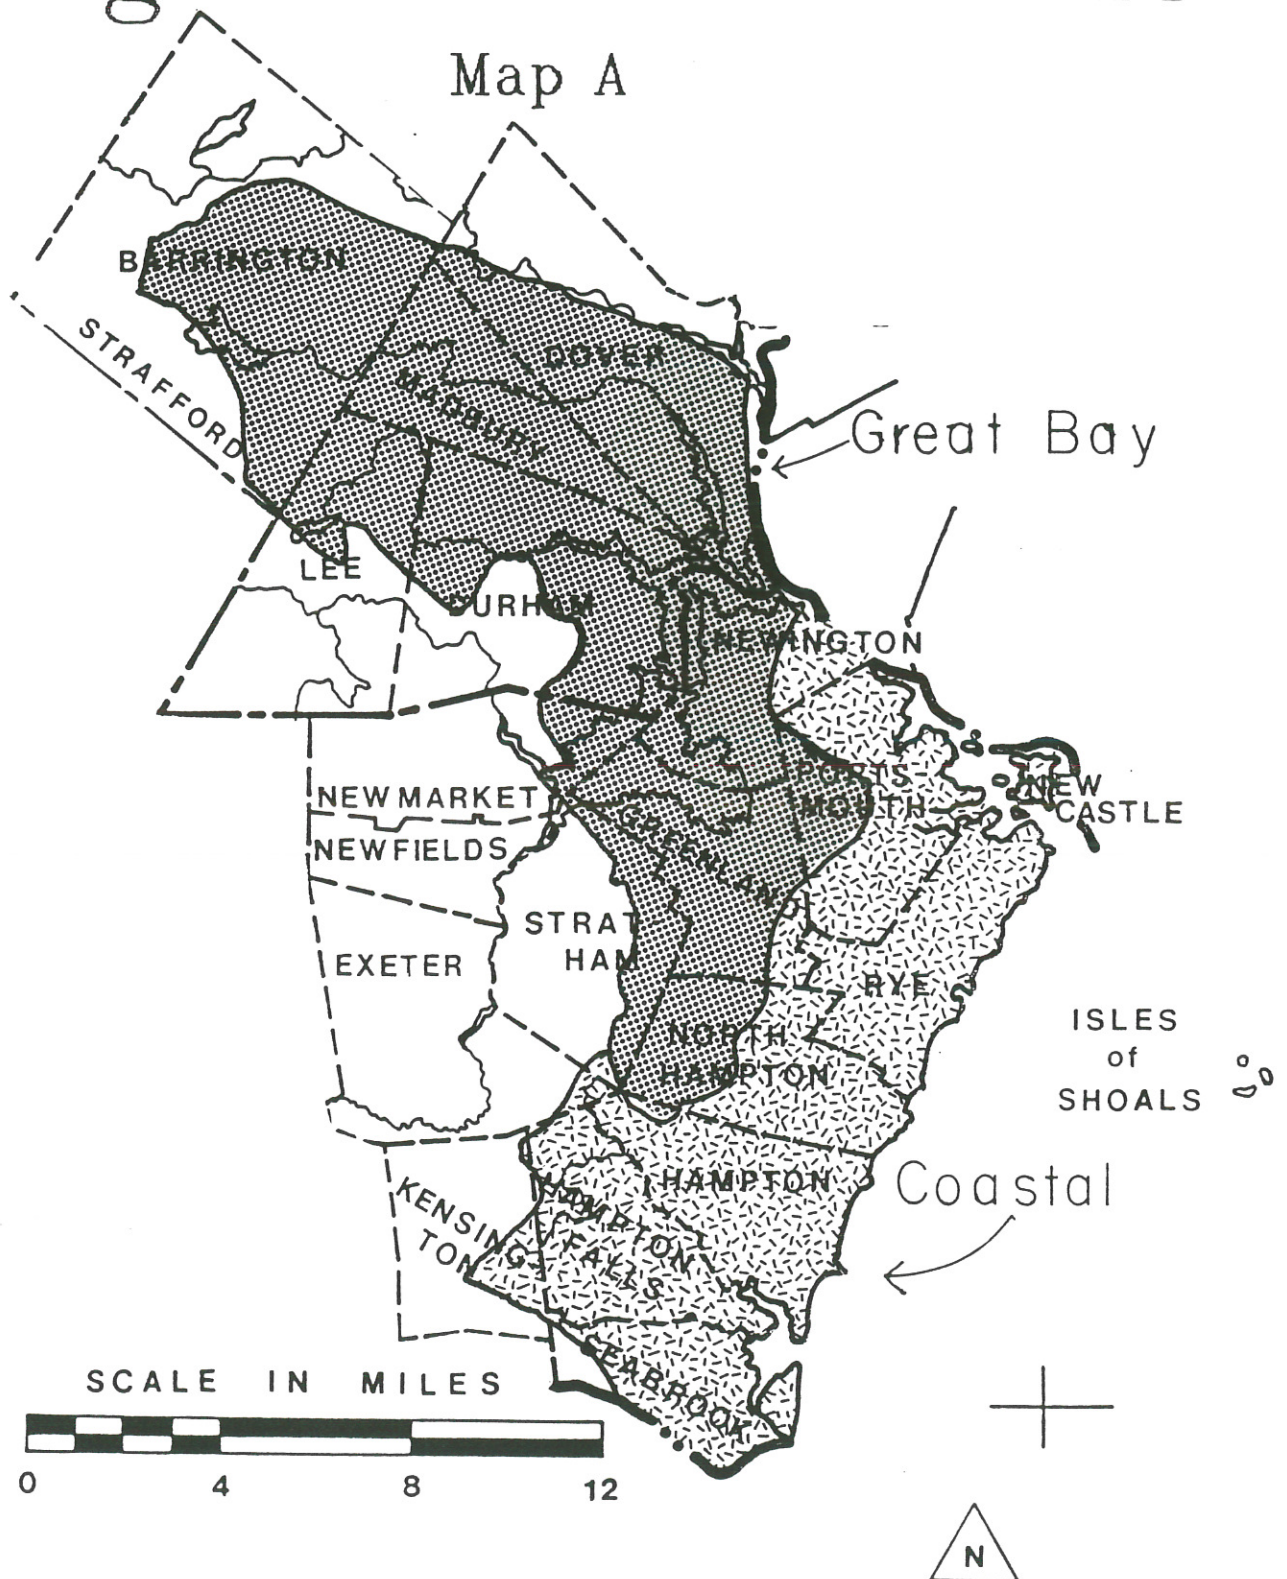 Map A
BARRINGTON
STRAFFORD
DOVER
MADBURY
Great Bay
LEE
DURHAM
NEWINGTON
NEWMARKET
PORTS-
MOUTH
NEW
CASTLE
GREENLAND
NEWFIELDS
STRAT
HAM
EXETER
RYE
ISLES
of
SHOALS
NORTH
HAMPTON
HAMPTON
Coastal
KENSING-
TON
HAMPTON
FALLS
SEABROOK
SCALE IN MILES
0 4 8 12
N